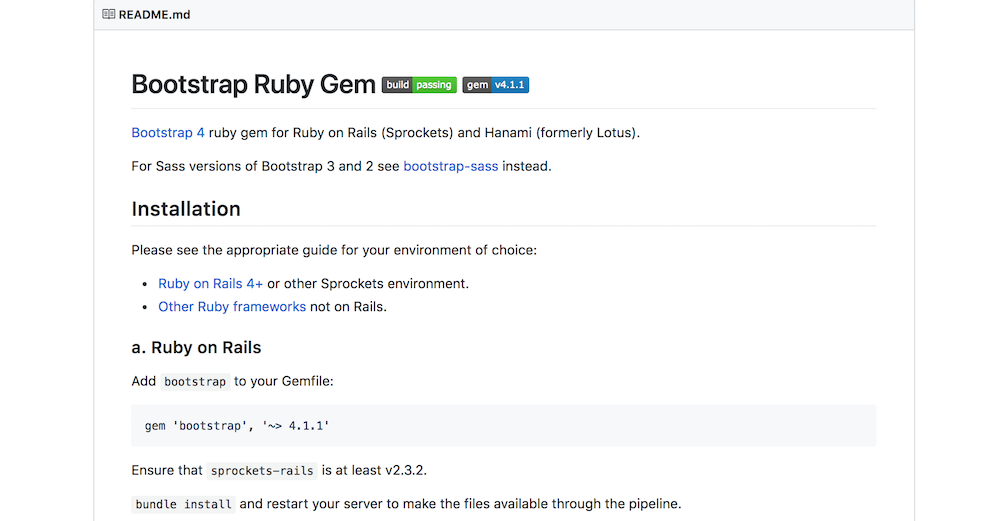 README.md
Bootstrap Ruby Gem build passing gem v4.1.1
Bootstrap 4 ruby gem for Ruby on Rails (Sprockets) and Hanami (formerly Lotus).
For Sass versions of Bootstrap 3 and 2 see bootstrap-sass instead.
Installation
Please see the appropriate guide for your environment of choice:
• Ruby on Rails 4+ or other Sprockets environment.
• Other Ruby frameworks not on Rails.
a. Ruby on Rails
Add bootstrap to your Gemfile:
gem 'bootstrap', '~> 4.1.1'
Ensure that sprockets-rails is at least v2.3.2.
bundle install and restart your server to make the files available through the pipeline.